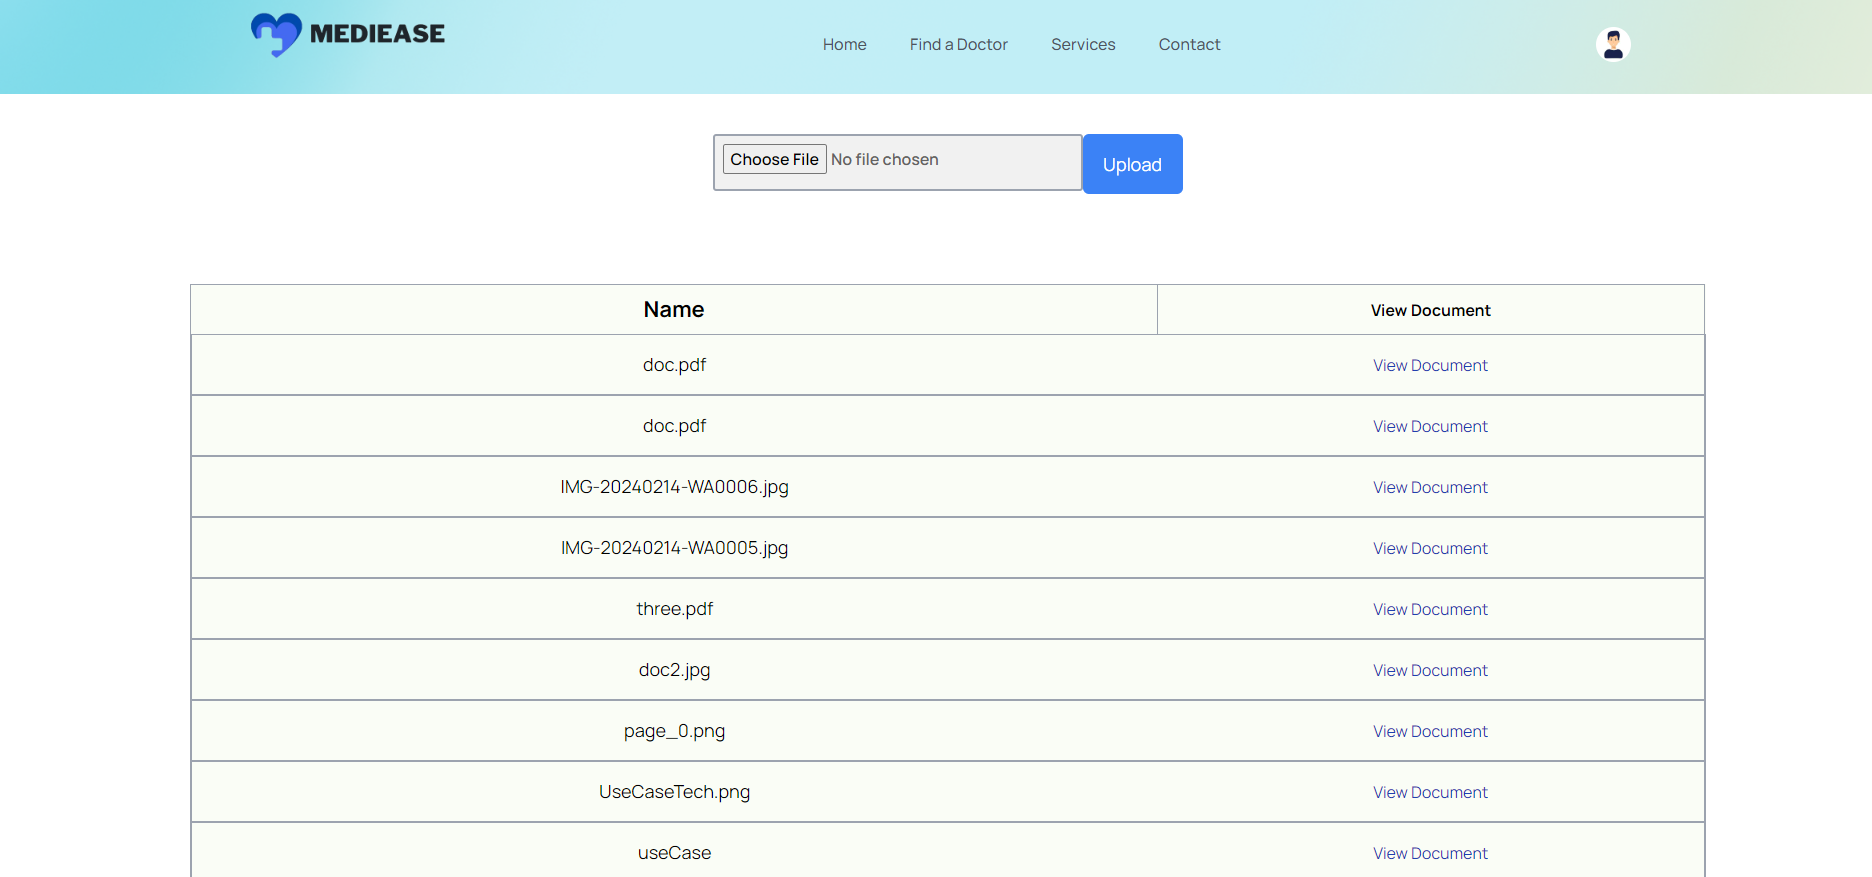 MEDIEASE
Home Find a Doctor Services Contact
Choose File No file chosen Upload
Name View Document
doc.pdf View Document
doc.pdf View Document
IMG-20240214-WA0006.jpg View Document
IMG-20240214-WA0005.jpg View Document
three.pdf View Document
doc2.jpg View Document
page_0.png View Document
UseCaseTech.png View Document
useCase View Document